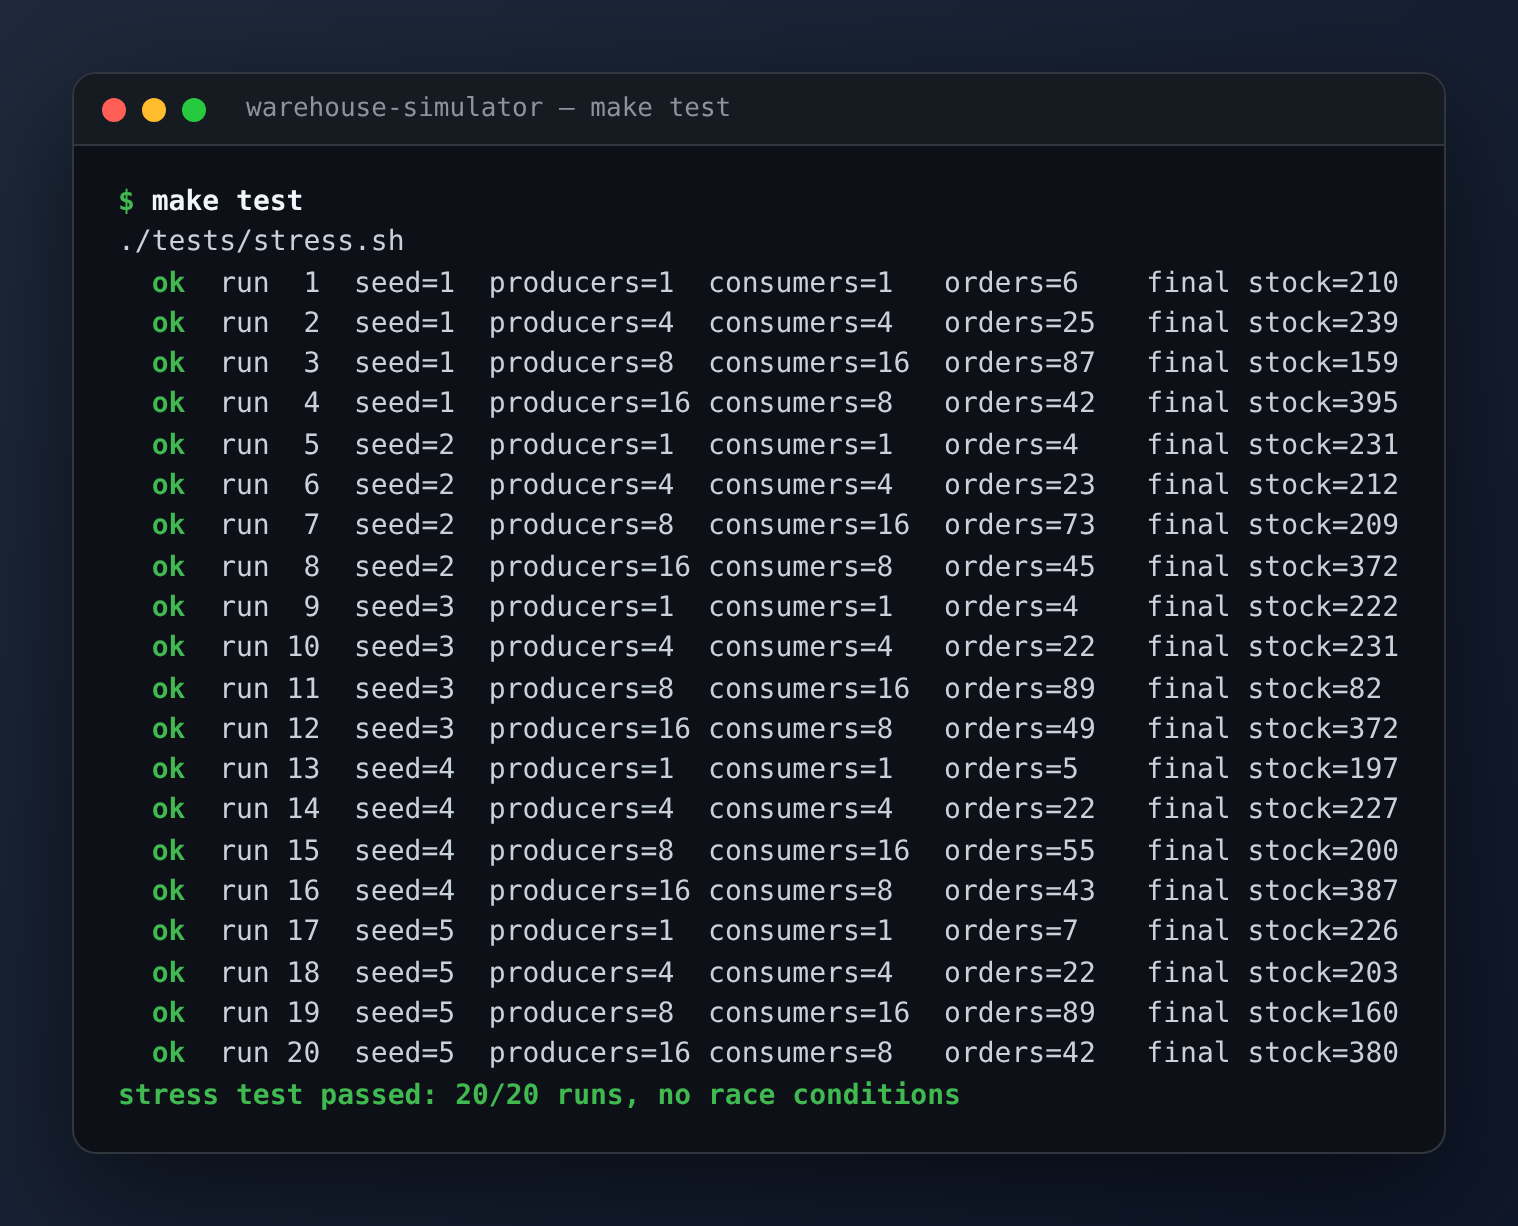 warehouse-simulator — make test
$ make test
./tests/stress.sh
ok  run  1  seed=1  producers=1  consumers=1   orders=6    final stock=210
ok  run  2  seed=1  producers=4  consumers=4   orders=25   final stock=239
ok  run  3  seed=1  producers=8  consumers=16  orders=87   final stock=159
ok  run  4  seed=1  producers=16 consumers=8   orders=42   final stock=395
ok  run  5  seed=2  producers=1  consumers=1   orders=4    final stock=231
ok  run  6  seed=2  producers=4  consumers=4   orders=23   final stock=212
ok  run  7  seed=2  producers=8  consumers=16  orders=73   final stock=209
ok  run  8  seed=2  producers=16 consumers=8   orders=45   final stock=372
ok  run  9  seed=3  producers=1  consumers=1   orders=4    final stock=222
ok  run 10  seed=3  producers=4  consumers=4   orders=22   final stock=231
ok  run 11  seed=3  producers=8  consumers=16  orders=89   final stock=82
ok  run 12  seed=3  producers=16 consumers=8   orders=49   final stock=372
ok  run 13  seed=4  producers=1  consumers=1   orders=5    final stock=197
ok  run 14  seed=4  producers=4  consumers=4   orders=22   final stock=227
ok  run 15  seed=4  producers=8  consumers=16  orders=55   final stock=200
ok  run 16  seed=4  producers=16 consumers=8   orders=43   final stock=387
ok  run 17  seed=5  producers=1  consumers=1   orders=7    final stock=226
ok  run 18  seed=5  producers=4  consumers=4   orders=22   final stock=203
ok  run 19  seed=5  producers=8  consumers=16  orders=89   final stock=160
ok  run 20  seed=5  producers=16 consumers=8   orders=42   final stock=380
stress test passed: 20/20 runs, no race conditions